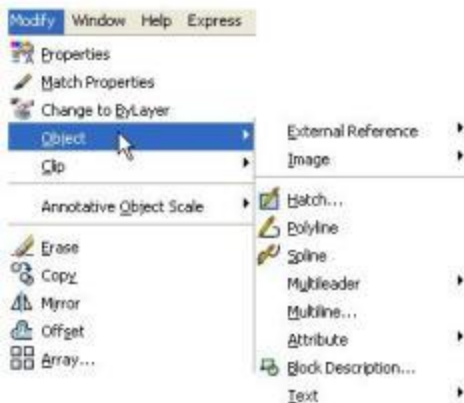 Modify Window Help Express
Properties
Match Properties
Change to ByLayer
Object
Clip
Annotative Object Scale
Erase
Copy
Mirror
Offset
Array...
External Reference
Image
Hatch...
Polyline
Spline
Multileader
Multiline...
Attribute
Block Description...
Text